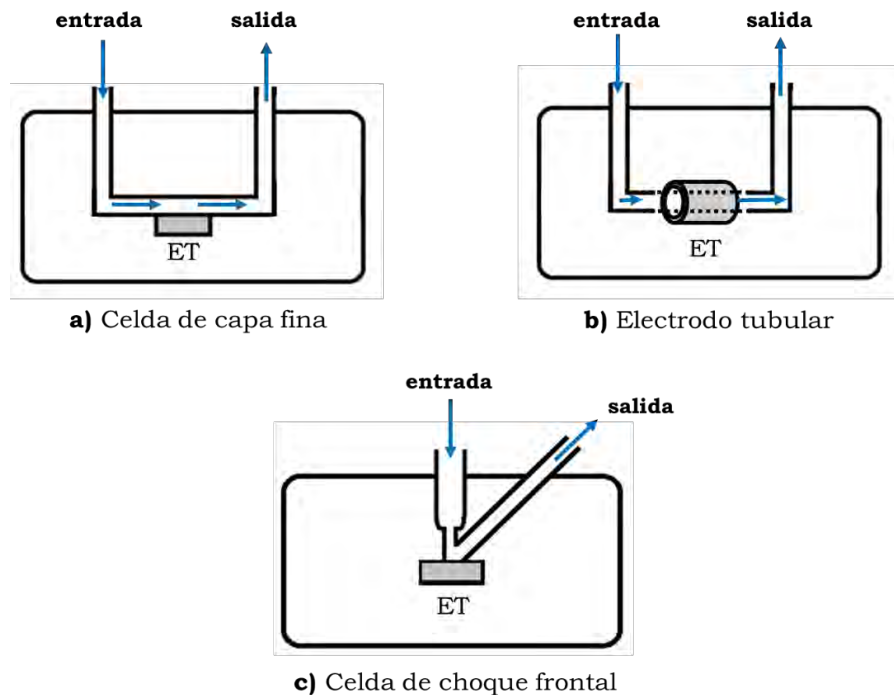 entrada salida
ET
a) Celda de capa fina
entrada salida
ET
b) Electrodo tubular
entrada
salida
ET
c) Celda de choque frontal